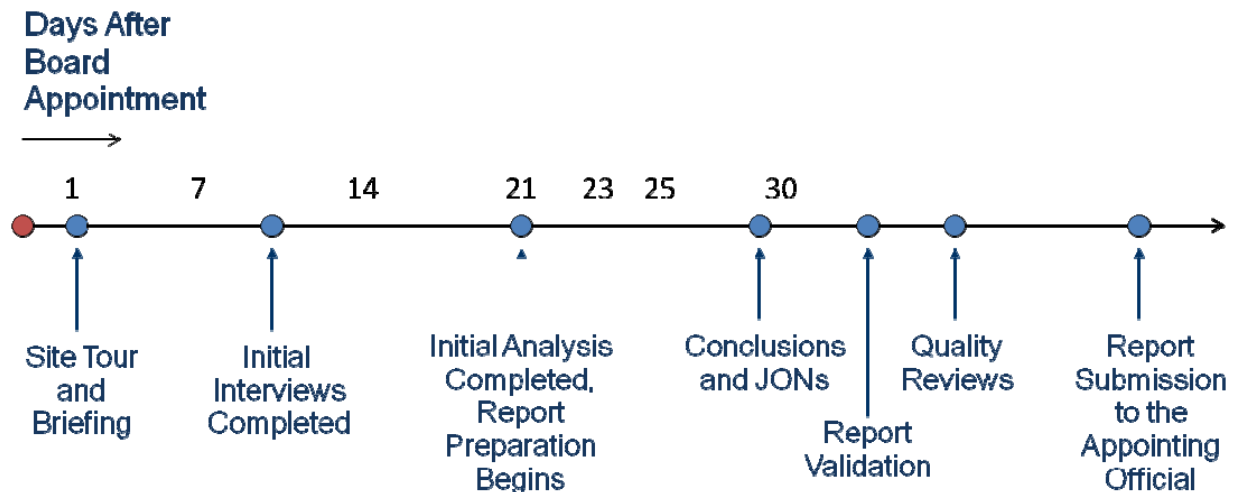 Days After
Board
Appointment
1 7 14 21 23 25 30
Site Tour
and
Briefing
Initial
Interviews
Completed
Initial Analysis
Completed,
Report
Preparation
Begins
Conclusions
and JONs
Report
Validation
Quality
Reviews
Report
Submission
to the
Appointing
Official